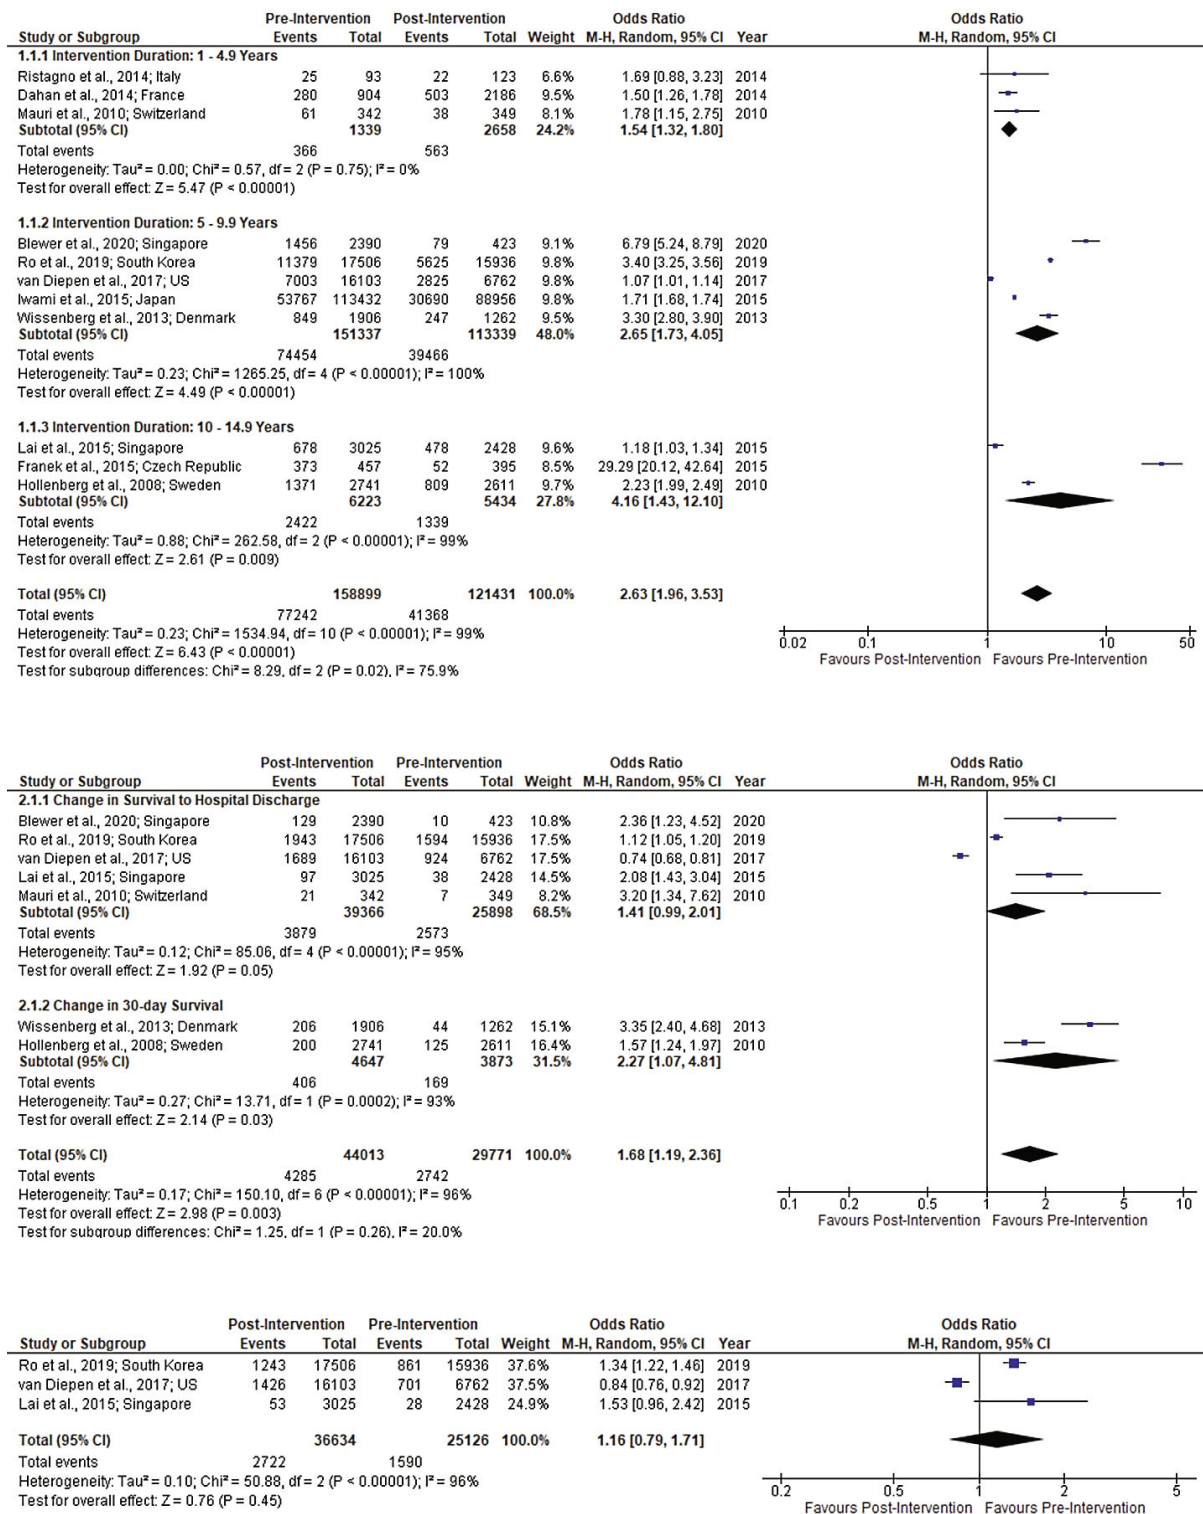 Pre-Intervention Post-Intervention Odds Ratio Odds Ratio
Study or Subgroup Events Total Events Total Weight M-H, Random, 95% CI Year M-H, Random, 95% CI
1.1.1 Intervention Duration: 1 - 4.9 Years
Ristagno et al., 2014; Italy 25 93 22 123 6.6% 1.69 [0.88, 3.23] 2014
Dahan et al., 2014; France 280 904 503 2186 9.5% 1.50 [1.26, 1.78] 2014
Mauri et al., 2010; Switzerland 61 342 38 349 8.1% 1.78 [1.15, 2.75] 2010
Subtotal (95% CI) 1339 2658 24.2% 1.54 [1.32, 1.80]
Total events 366 563
Heterogeneity: Tau² = 0.00; Chi² = 0.57, df = 2 (P = 0.75); I² = 0%
Test for overall effect: Z = 5.47 (P < 0.00001)
1.1.2 Intervention Duration: 5 - 9.9 Years
Blewer et al., 2020; Singapore 1456 2390 79 423 9.1% 6.79 [5.24, 8.79] 2020
Ro et al., 2019; South Korea 11379 17506 5625 15936 9.8% 3.40 [3.25, 3.56] 2019
van Diepen et al., 2017; US 7003 16103 2825 6762 9.8% 1.07 [1.01, 1.14] 2017
Iwami et al., 2015; Japan 53767 113432 30690 88956 9.8% 1.71 [1.68, 1.74] 2015
Wissenberg et al., 2013; Denmark 849 1906 247 1262 9.5% 3.30 [2.80, 3.90] 2013
Subtotal (95% CI) 151337 113339 48.0% 2.65 [1.73, 4.05]
Total events 74454 39466
Heterogeneity: Tau² = 0.23; Chi² = 1265.25, df = 4 (P < 0.00001); I² = 100%
Test for overall effect: Z = 4.49 (P < 0.00001)
1.1.3 Intervention Duration: 10 - 14.9 Years
Lai et al., 2015; Singapore 678 3025 478 2428 9.6% 1.18 [1.03, 1.34] 2015
Franek et al., 2015; Czech Republic 373 457 52 395 8.5% 29.29 [20.12, 42.64] 2015
Hollenberg et al., 2008; Sweden 1371 2741 809 2611 9.7% 2.23 [1.99, 2.49] 2010
Subtotal (95% CI) 6223 5434 27.8% 4.16 [1.43, 12.10]
Total events 2422 1339
Heterogeneity: Tau² = 0.88; Chi² = 262.58, df = 2 (P < 0.00001); I² = 99%
Test for overall effect: Z = 2.61 (P = 0.009)
Total (95% CI) 158899 121431 100.0% 2.63 [1.96, 3.53]
Total events 77242 41368
Heterogeneity: Tau² = 0.23; Chi² = 1534.94, df = 10 (P < 0.00001); I² = 99%
Test for overall effect: Z = 6.43 (P < 0.00001)
Test for subgroup differences: Chi² = 8.29, df = 2 (P = 0.02), I² = 75.9%
0.02 0.1 1 10 50
Favours Post-Intervention Favours Pre-Intervention
Post-Intervention Pre-Intervention Odds Ratio Odds Ratio
Study or Subgroup Events Total Events Total Weight M-H, Random, 95% CI Year M-H, Random, 95% CI
2.1.1 Change in Survival to Hospital Discharge
Blewer et al., 2020; Singapore 129 2390 10 423 10.8% 2.36 [1.23, 4.52] 2020
Ro et al., 2019; South Korea 1943 17506 1594 15936 17.5% 1.12 [1.05, 1.20] 2019
van Diepen et al., 2017; US 1689 16103 924 6762 17.5% 0.74 [0.68, 0.81] 2017
Lai et al., 2015; Singapore 97 3025 38 2428 14.5% 2.08 [1.43, 3.04] 2015
Mauri et al., 2010; Switzerland 21 342 7 349 8.2% 3.20 [1.34, 7.62] 2010
Subtotal (95% CI) 39366 25898 68.5% 1.41 [0.99, 2.01]
Total events 3879 2573
Heterogeneity: Tau² = 0.12; Chi² = 85.06, df = 4 (P < 0.00001); I² = 95%
Test for overall effect: Z = 1.92 (P = 0.05)
2.1.2 Change in 30-day Survival
Wissenberg et al., 2013; Denmark 206 1906 44 1262 15.1% 3.35 [2.40, 4.68] 2013
Hollenberg et al., 2008; Sweden 200 2741 125 2611 16.4% 1.57 [1.24, 1.97] 2010
Subtotal (95% CI) 4647 3873 31.5% 2.27 [1.07, 4.81]
Total events 406 169
Heterogeneity: Tau² = 0.27; Chi² = 13.71, df = 1 (P = 0.0002); I² = 93%
Test for overall effect: Z = 2.14 (P = 0.03)
Total (95% CI) 44013 29771 100.0% 1.68 [1.19, 2.36]
Total events 4285 2742
Heterogeneity: Tau² = 0.17; Chi² = 150.10, df = 6 (P < 0.00001); I² = 96%
Test for overall effect: Z = 2.98 (P = 0.003)
Test for subgroup differences: Chi² = 1.25, df = 1 (P = 0.26), I² = 20.0%
0.1 0.2 0.5 1 2 5 10
Favours Post-Intervention Favours Pre-Intervention
Post-Intervention Pre-Intervention Odds Ratio Odds Ratio
Study or Subgroup Events Total Events Total Weight M-H, Random, 95% CI Year M-H, Random, 95% CI
Ro et al., 2019; South Korea 1243 17506 861 15936 37.6% 1.34 [1.22, 1.46] 2019
van Diepen et al., 2017; US 1426 16103 701 6762 37.5% 0.84 [0.76, 0.92] 2017
Lai et al., 2015; Singapore 53 3025 28 2428 24.9% 1.53 [0.96, 2.42] 2015
Total (95% CI) 36634 25126 100.0% 1.16 [0.79, 1.71]
Total events 2722 1590
Heterogeneity: Tau² = 0.10; Chi² = 50.88, df = 2 (P < 0.00001); I² = 96%
Test for overall effect: Z = 0.76 (P = 0.45)
0.2 0.5 1 2 5
Favours Post-Intervention Favours Pre-Intervention